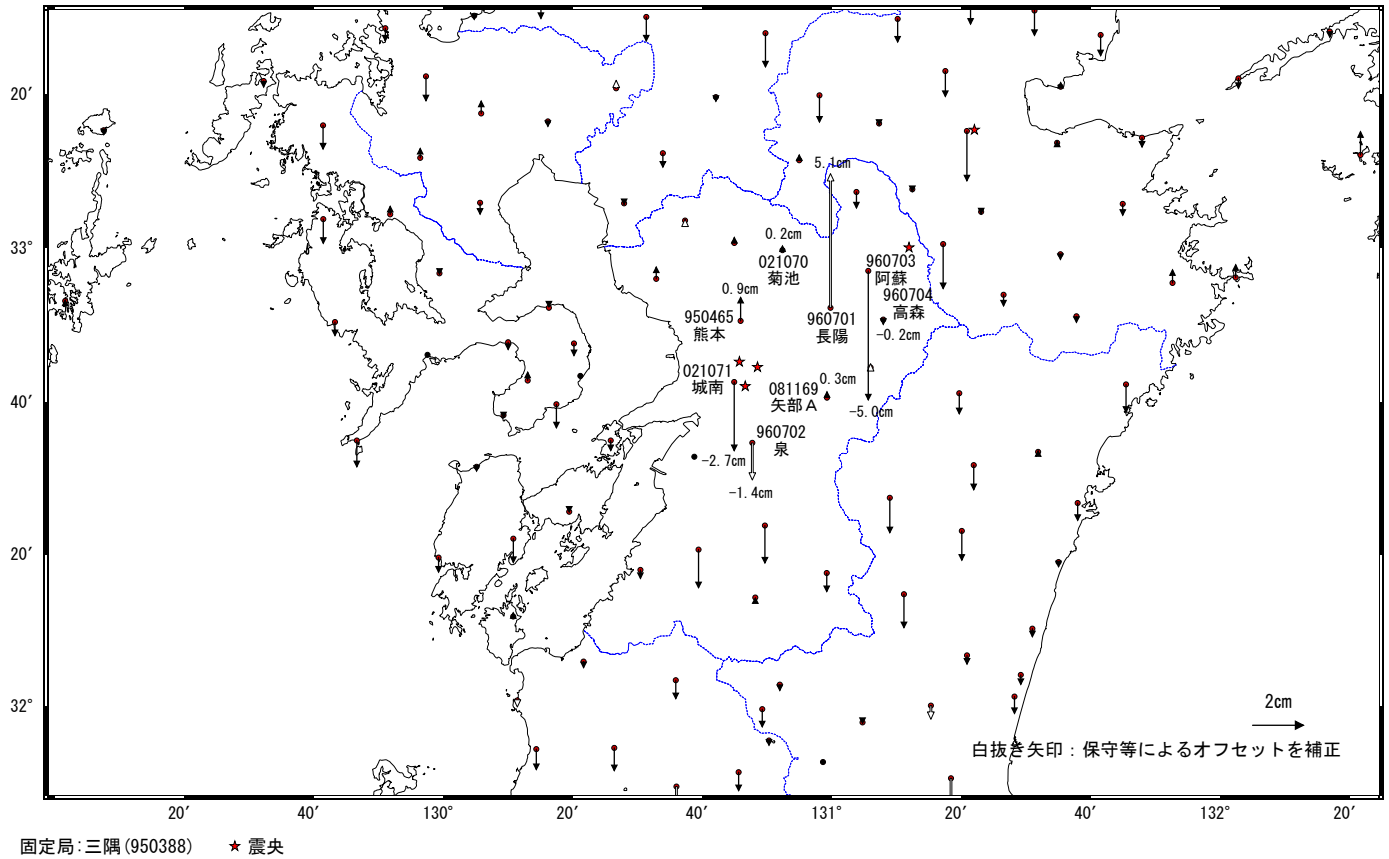 20′
33°
40′
20′
32°
5.1cm
0.2cm
021070
菊池
960703
阿蘇
0.9cm
960704
高森
950465
熊本
960701
長陽
-0.2cm
021071
城南
0.3cm
081169
矢部A
-5.0cm
960702
泉
-2.7cm
-1.4cm
2cm
白抜き矢印：保守等によるオフセットを補正
20′ 40′ 130° 20′ 40′ 131° 20′ 40′ 132° 20′
固定局：三隅(950388) ★ 震央